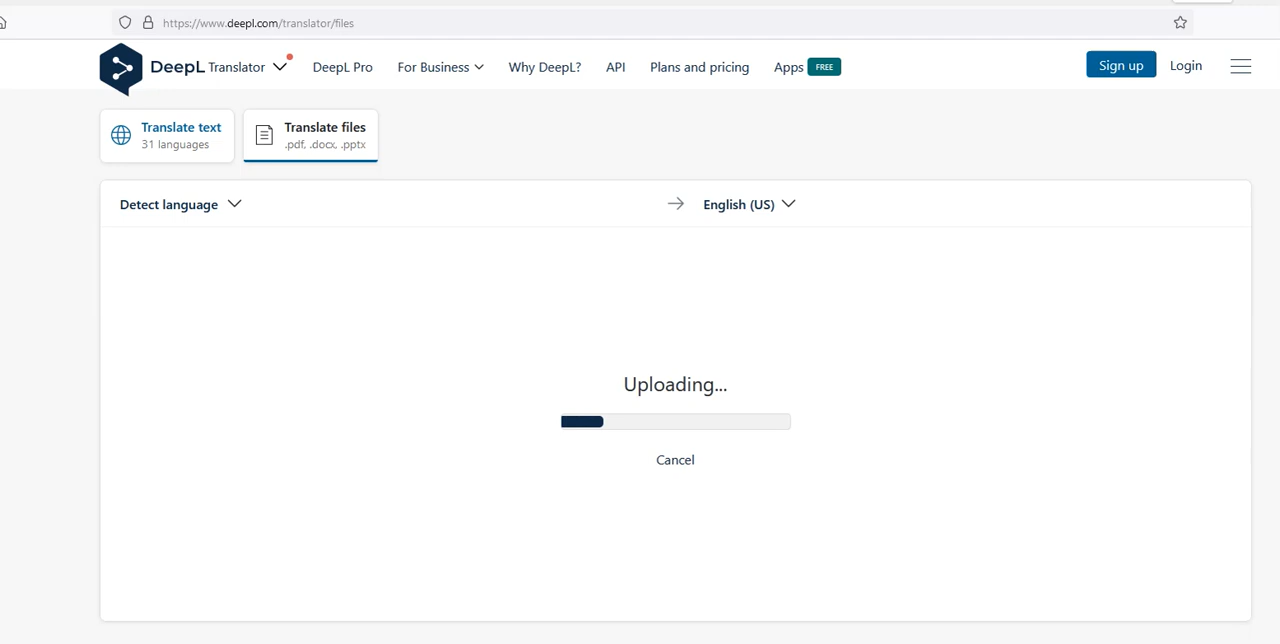 https://www.deepl.com/translator/files
DeepL Translator DeepL Pro For Business Why DeepL? API Plans and pricing Apps FREE Sign up Login
Translate text
31 languages
Translate files
.pdf, .docx, .pptx
Detect language English (US)
Uploading...
Cancel